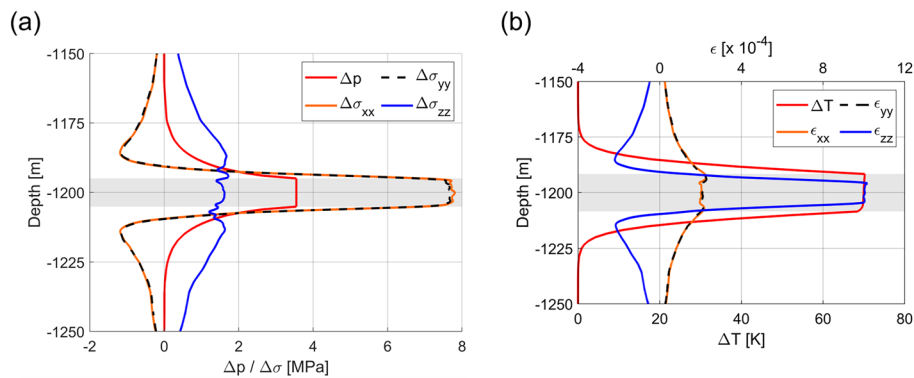 (a)
-1150
-1175
-1200
-1225
-1250
Depth [m]
Δp
Δσyy
Δσxx
Δσzz
-2 0 2 4 6 8
Δp / Δσ [MPa]
(b)
ϵ [x 10-4]
-4 0 4 8 12
-1150
-1175
-1200
-1225
-1250
Depth [m]
ΔT
ϵyy
ϵxx
ϵzz
0 20 40 60 80
ΔT [K]